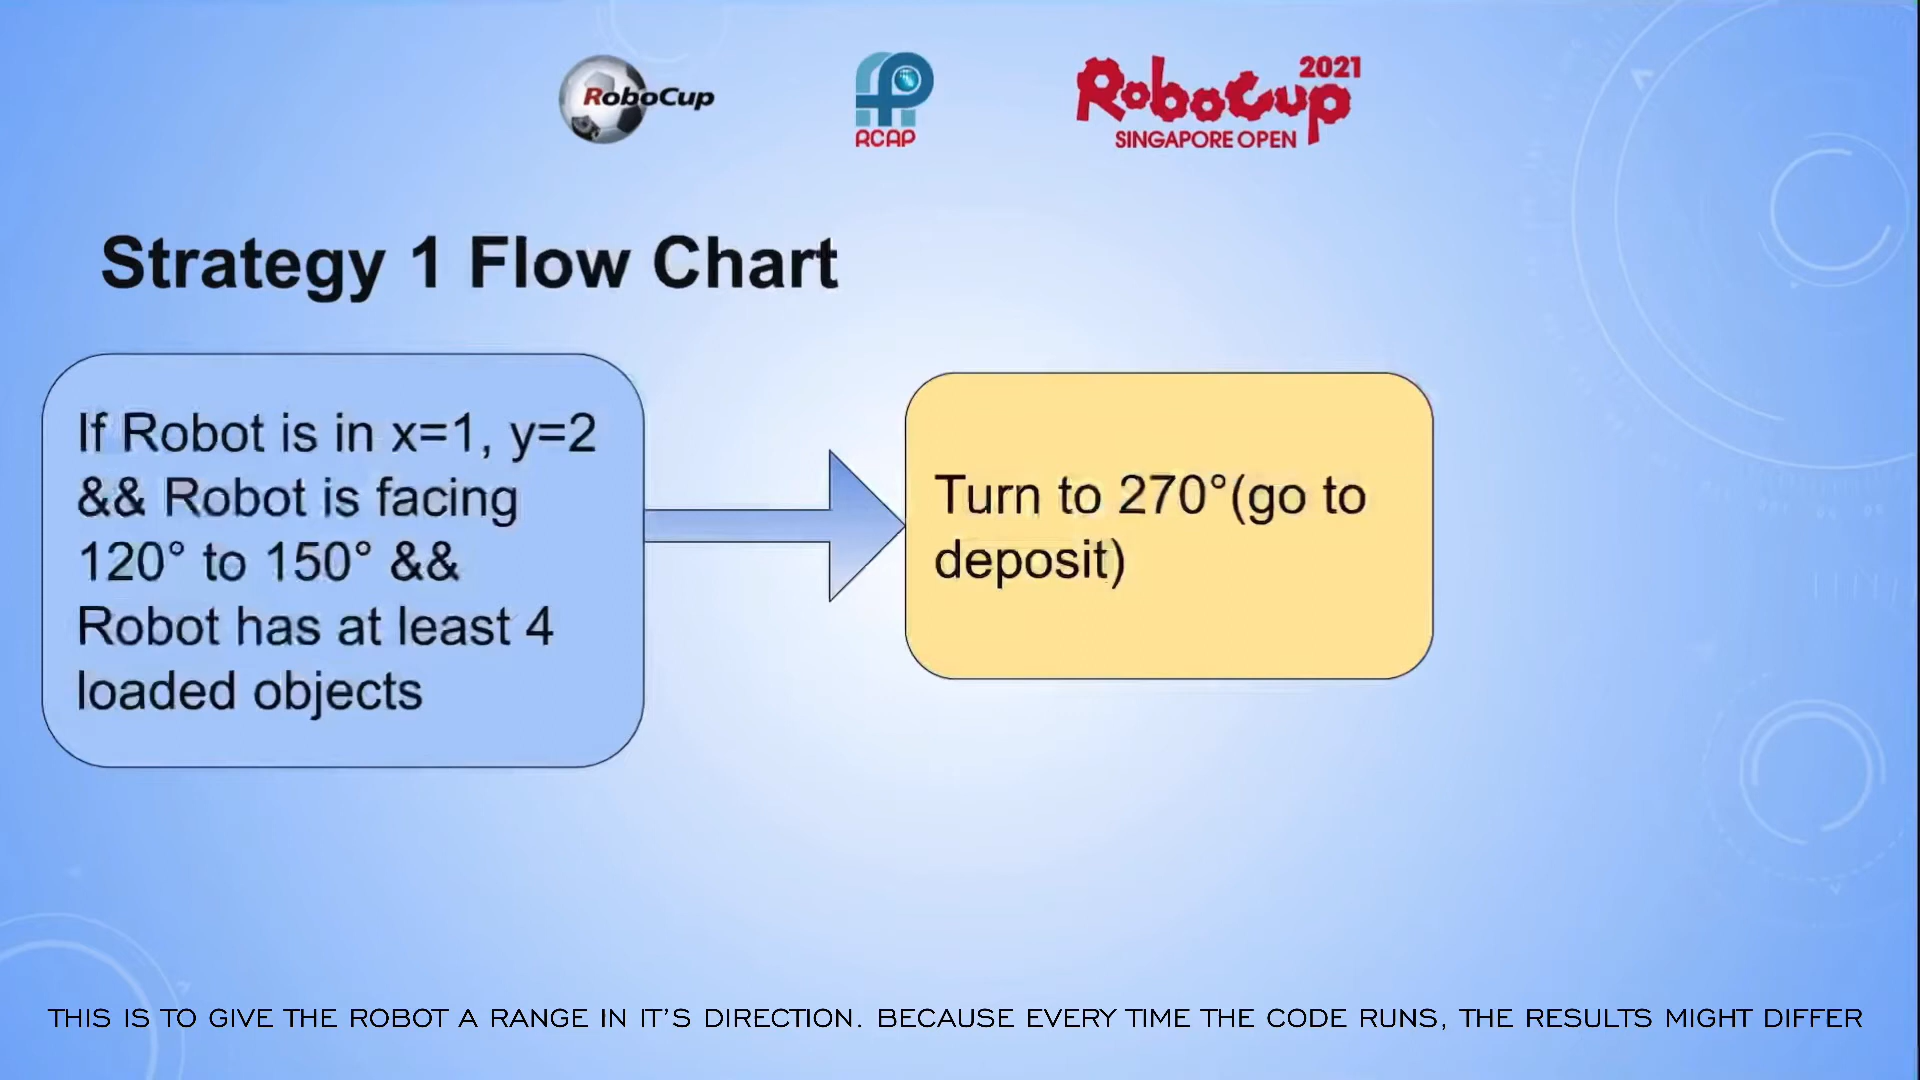 RoboCup
RCAP
2021
RoboCup
SINGAPORE OPEN
Strategy 1 Flow Chart
If Robot is in x=1, y=2
&& Robot is facing
120° to 150° &&
Robot has at least 4
loaded objects
Turn to 270°(go to
deposit)
THIS IS TO GIVE THE ROBOT A RANGE IN IT'S DIRECTION. BECAUSE EVERY TIME THE CODE RUNS, THE RESULTS MIGHT DIFFER